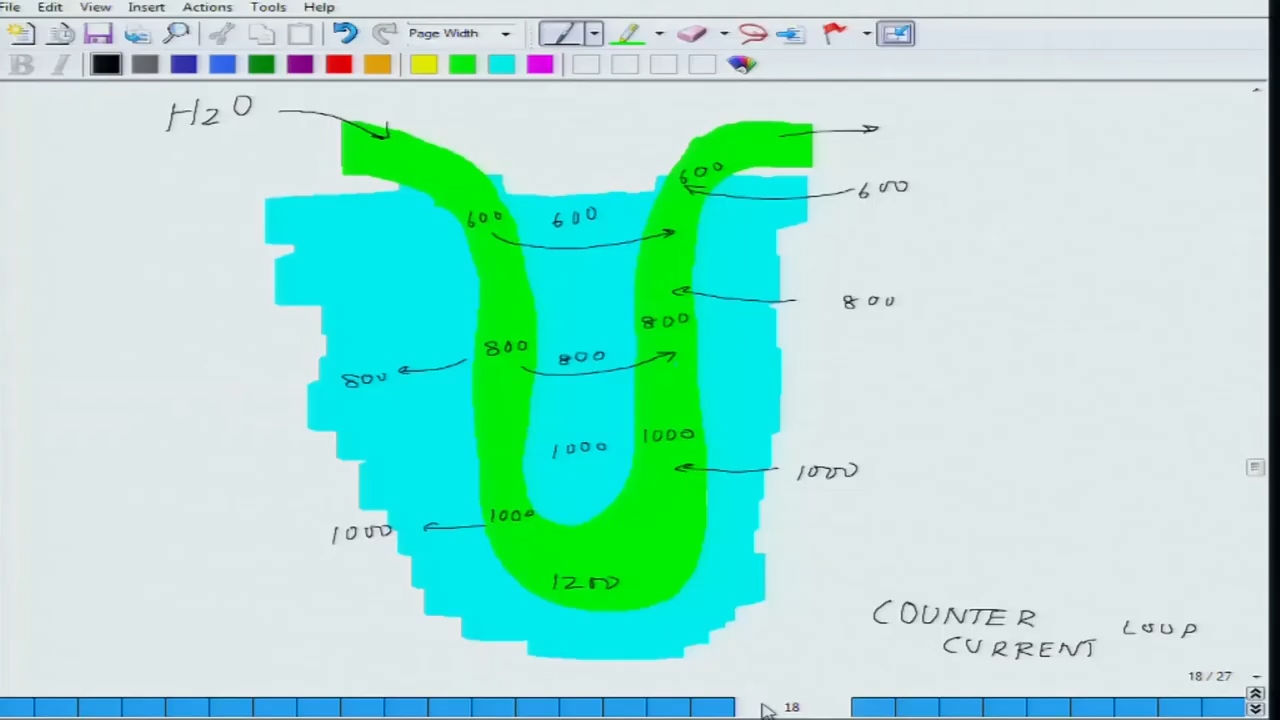 File Edit View Insert Actions Tools Help
Page Width
B I
H2O
600
600 600
600
800
800
800 800
800
1000
1000
1000
1000
1000
1200
COUNTER LOOP
CURRENT
18 / 27
18